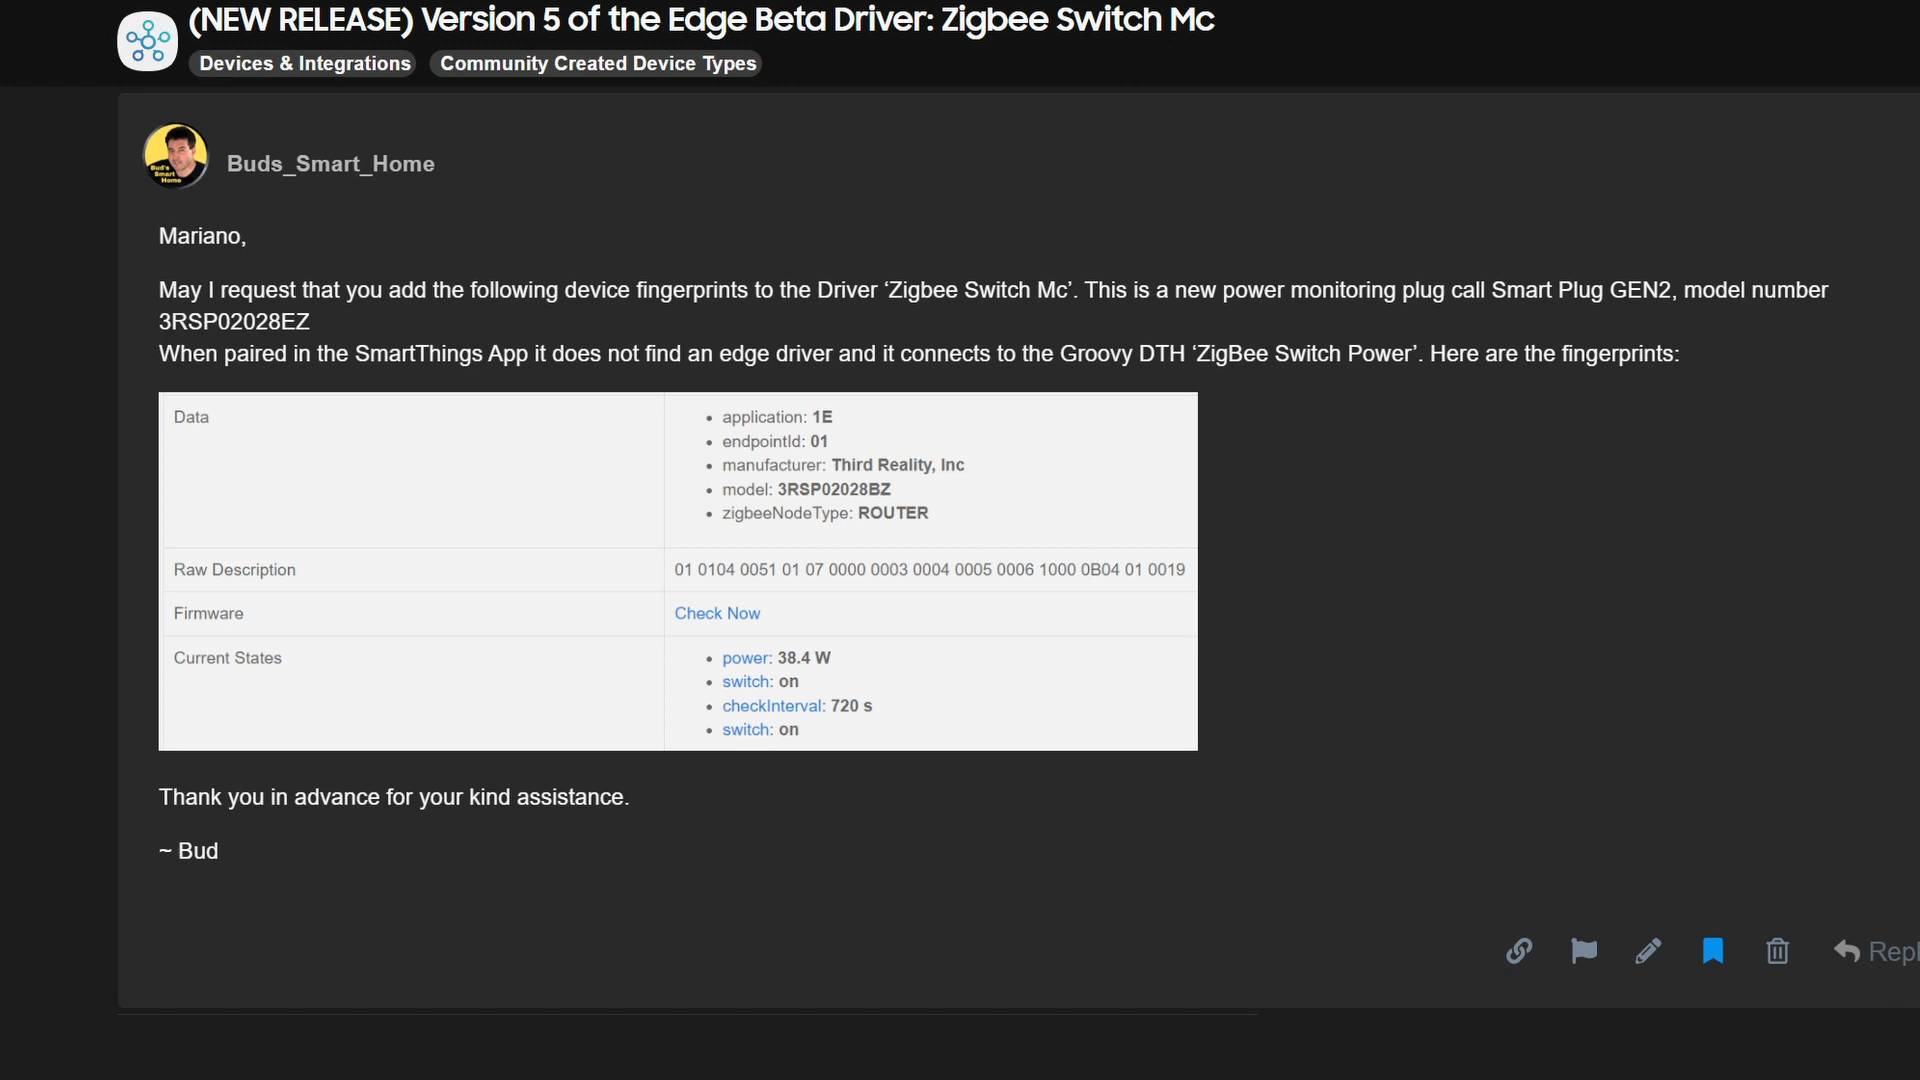 (NEW RELEASE) Version 5 of the Edge Beta Driver: Zigbee Switch Mc
Devices & Integrations Community Created Device Types
Bud's
Smart
Home
Buds_Smart_Home
Mariano,
May I request that you add the following device fingerprints to the Driver ‘Zigbee Switch Mc’. This is a new power monitoring plug call Smart Plug GEN2, model number
3RSP02028EZ
When paired in the SmartThings App it does not find an edge driver and it connects to the Groovy DTH ‘ZigBee Switch Power’. Here are the fingerprints:
Data
• application: 1E
• endpointId: 01
• manufacturer: Third Reality, Inc
• model: 3RSP02028BZ
• zigbeeNodeType: ROUTER
Raw Description 01 0104 0051 01 07 0000 0003 0004 0005 0006 1000 0B04 01 0019
Firmware Check Now
Current States
• power: 38.4 W
• switch: on
• checkInterval: 720 s
• switch: on
Thank you in advance for your kind assistance.
~ Bud
Repl